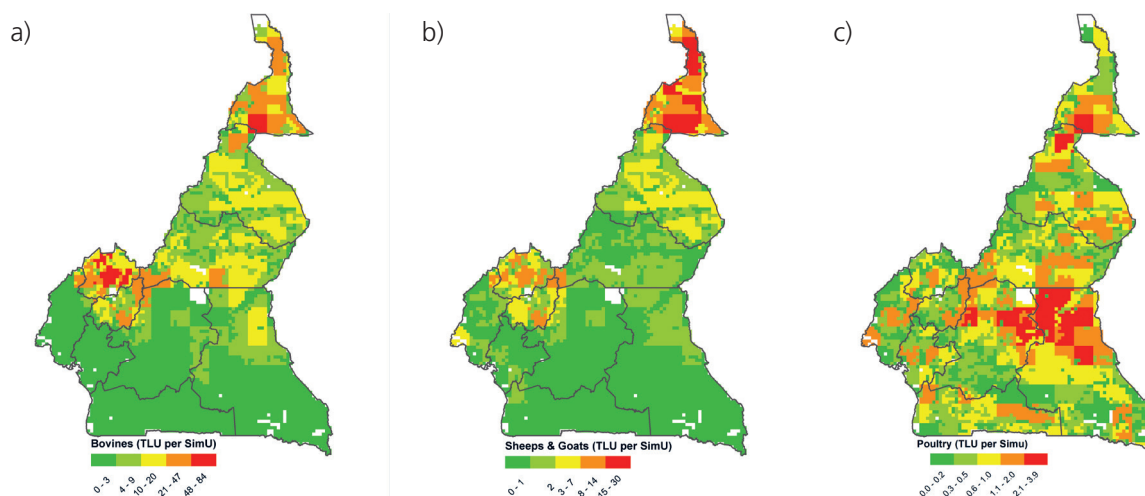 a)
b)
c)
Bovines (TLU per SimU)
0 - 3
4 - 9
10 - 20
21 - 47
48 - 84
Sheeps & Goats (TLU per SimU)
0 - 1
2
3 - 7
8 - 14
15 - 30
Poultry (TLU per Simu)
0.0 - 0.2
0.3 - 0.5
0.6 - 1.0
1.1 - 2.0
2.1 - 3.9